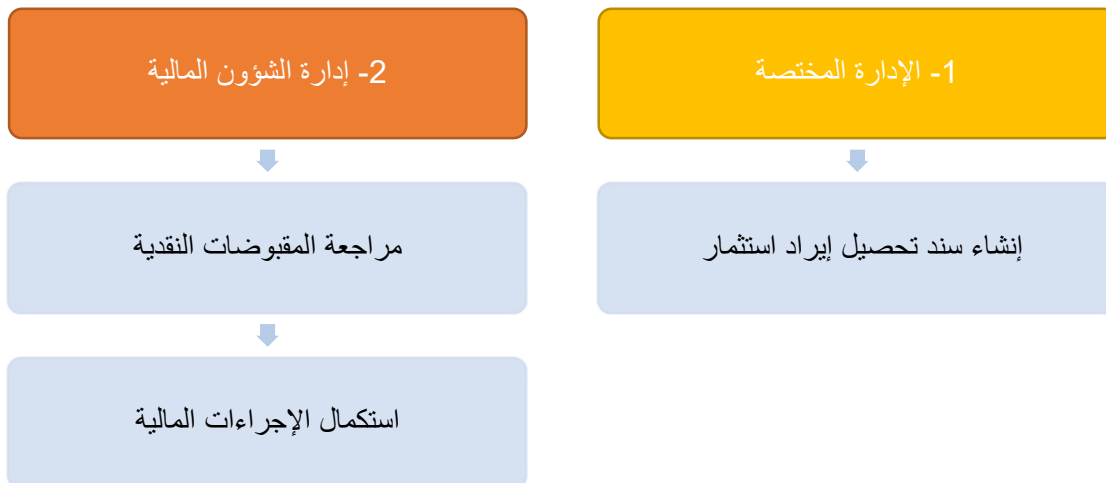 1- الإدارة المختصة
إنشاء سند تحصيل إيراد استثمار
2- إدارة الشؤون المالية
مراجعة المقبوضات النقدية
استكمال الإجراءات المالية